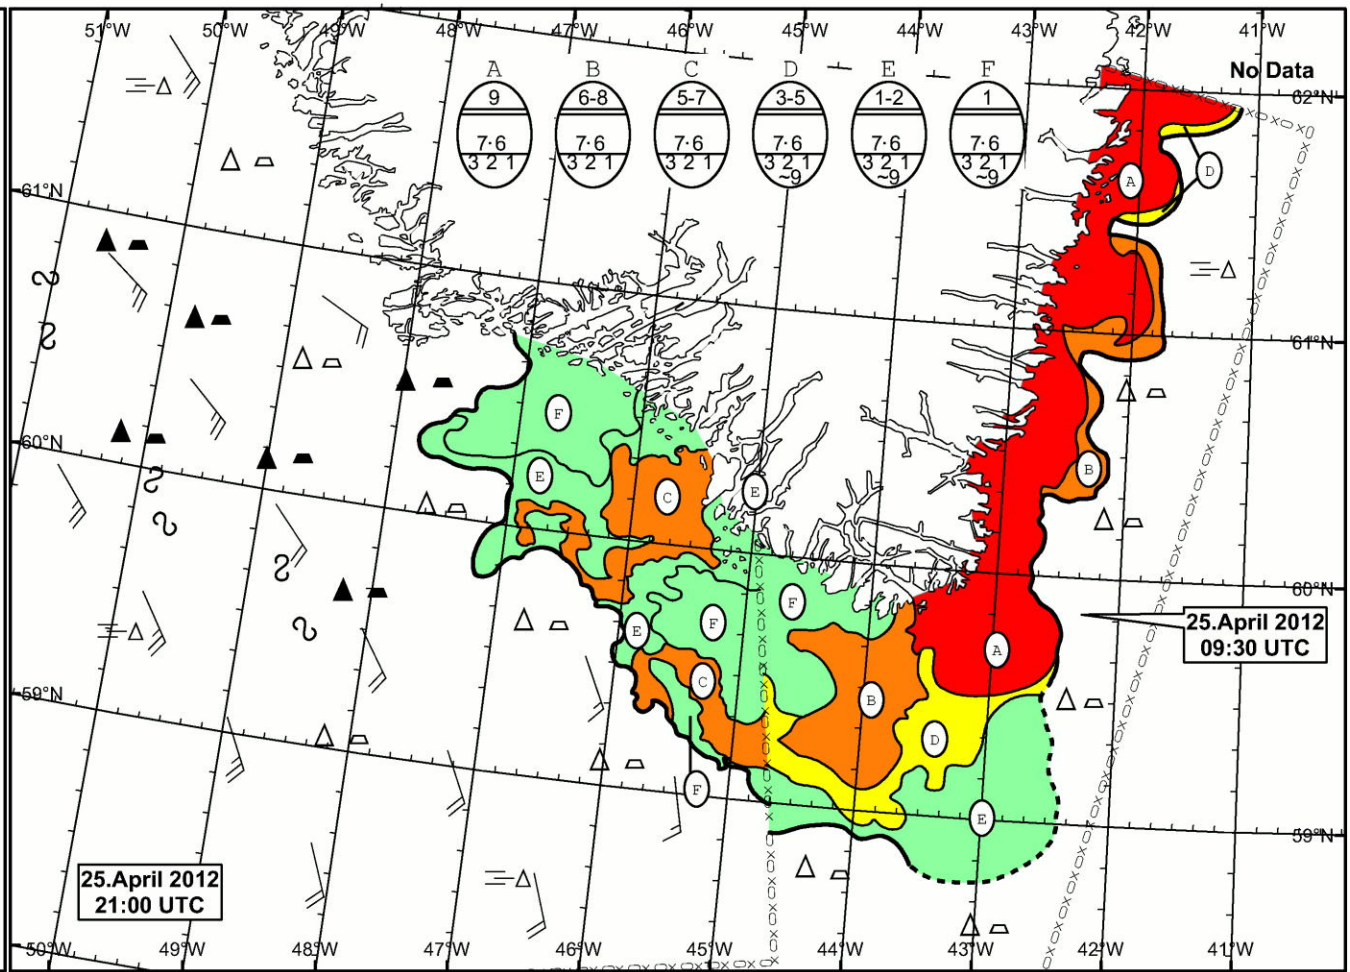 51°W 50°W 49°W 48°W 47°W 46°W 45°W 44°W 43°W 42°W 41°W
No Data
A B C D E F
9 6-8 5-7 3-5 1-2 1
7·6 7·6 7·6 7·6 7·6 7·6
3 2 1 3 2 1 3 2 1 3 2 1 3 2 1 3 2 1
~9 ~9 ~9
62°N
D
A
61°N
61°N
F
60°N
B
E
C
E
60°N
F
F
E
25.April 2012
09:30 UTC
A
C
B
59°N
D
F
E
59°N
25.April 2012
21:00 UTC
50°W 49°W 48°W 47°W 46°W 45°W 44°W 43°W 42°W 41°W